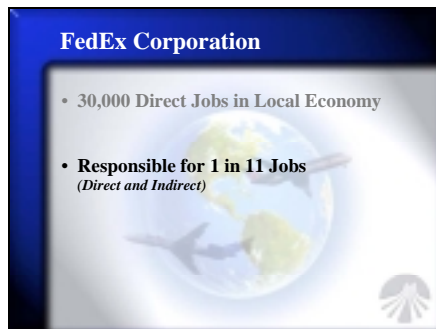 FedEx Corporation
• 30,000 Direct Jobs in Local Economy
• Responsible for 1 in 11 Jobs
(Direct and Indirect)